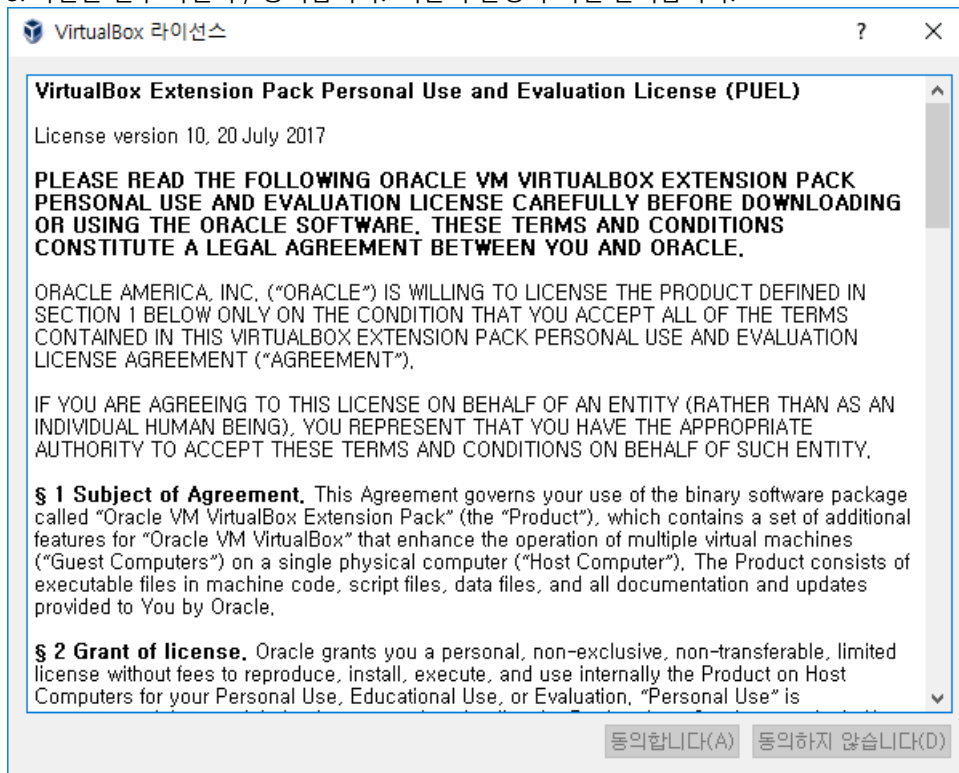 VirtualBox 라이선스
VirtualBox Extension Pack Personal Use and Evaluation License (PUEL)
License version 10, 20 July 2017
PLEASE READ THE FOLLOWING ORACLE VM VIRTUALBOX EXTENSION PACK
PERSONAL USE AND EVALUATION LICENSE CAREFULLY BEFORE DOWNLOADING
OR USING THE ORACLE SOFTWARE. THESE TERMS AND CONDITIONS
CONSTITUTE A LEGAL AGREEMENT BETWEEN YOU AND ORACLE.
ORACLE AMERICA, INC. (“ORACLE”) IS WILLING TO LICENSE THE PRODUCT DEFINED IN
SECTION 1 BELOW ONLY ON THE CONDITION THAT YOU ACCEPT ALL OF THE TERMS
CONTAINED IN THIS VIRTUALBOX EXTENSION PACK PERSONAL USE AND EVALUATION
LICENSE AGREEMENT (“AGREEMENT”).
IF YOU ARE AGREEING TO THIS LICENSE ON BEHALF OF AN ENTITY (RATHER THAN AS AN
INDIVIDUAL HUMAN BEING), YOU REPRESENT THAT YOU HAVE THE APPROPRIATE
AUTHORITY TO ACCEPT THESE TERMS AND CONDITIONS ON BEHALF OF SUCH ENTITY.
§ 1 Subject of Agreement. This Agreement governs your use of the binary software package
called “Oracle VM VirtualBox Extension Pack” (the “Product”), which contains a set of additional
features for “Oracle VM VirtualBox” that enhance the operation of multiple virtual machines
(“Guest Computers”) on a single physical computer (“Host Computer”). The Product consists of
executable files in machine code, script files, data files, and all documentation and updates
provided to You by Oracle.
§ 2 Grant of license. Oracle grants you a personal, non-exclusive, non-transferable, limited
license without fees to reproduce, install, execute, and use internally the Product on Host
Computers for your Personal Use, Educational Use, or Evaluation. “Personal Use” is
동의합니다(A) 동의하지 않습니다(D)